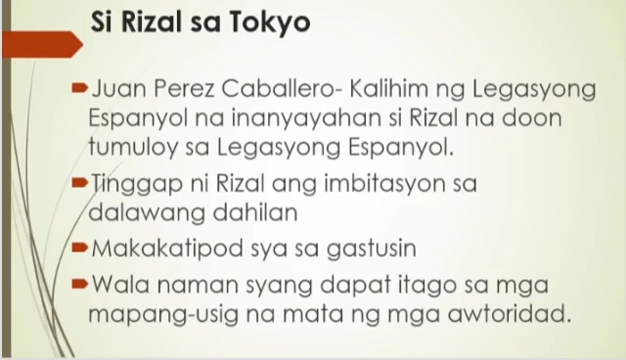 Si Rizal sa Tokyo
Juan Perez Caballero- Kalihim ng Legasyong
Espanyol na inanyayahan si Rizal na doon
tumuloy sa Legasyong Espanyol.
Tinggap ni Rizal ang imbitasyon sa
dalawang dahilan
Makakatipod sya sa gastusin
Wala naman syang dapat itago sa mga
mapang-usig na mata ng mga awtoridad.